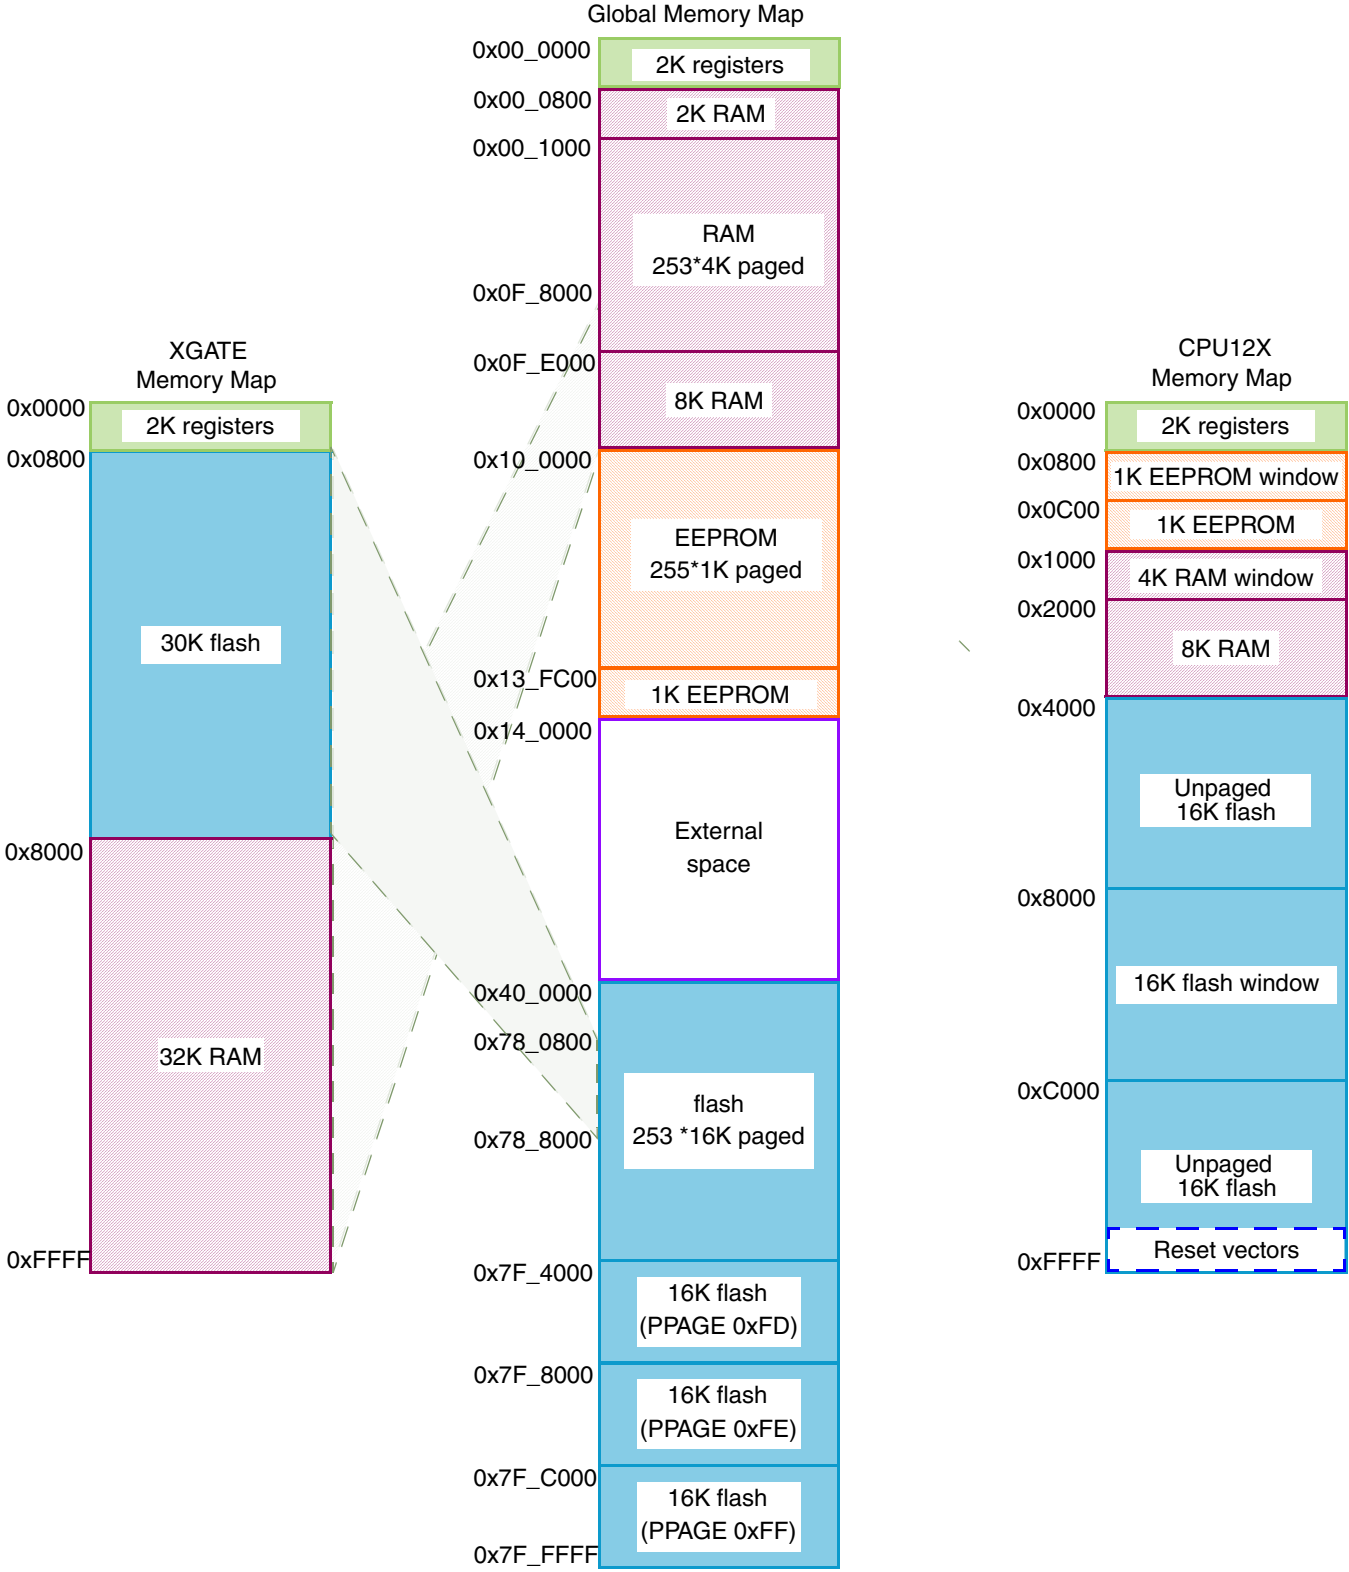 Global Memory Map
0x00_0000
2K registers
0x00_0800
2K RAM
0x00_1000
RAM
253*4K paged
0x0F_8000
0x0F_E000
8K RAM
0x10_0000
EEPROM
255*1K paged
0x13_FC00
1K EEPROM
0x14_0000
External
space
0x40_0000
0x78_0800
flash
253 *16K paged
0x78_8000
0x7F_4000
16K flash
(PPAGE 0xFD)
0x7F_8000
16K flash
(PPAGE 0xFE)
0x7F_C000
16K flash
(PPAGE 0xFF)
0x7F_FFFF
XGATE
Memory Map
0x0000
2K registers
0x0800
30K flash
0x8000
32K RAM
0xFFFF
CPU12X
Memory Map
0x0000
2K registers
0x0800
1K EEPROM window
0x0C00
1K EEPROM
0x1000
4K RAM window
0x2000
8K RAM
0x4000
Unpaged
16K flash
0x8000
16K flash window
0xC000
Unpaged
16K flash
Reset vectors
0xFFFF